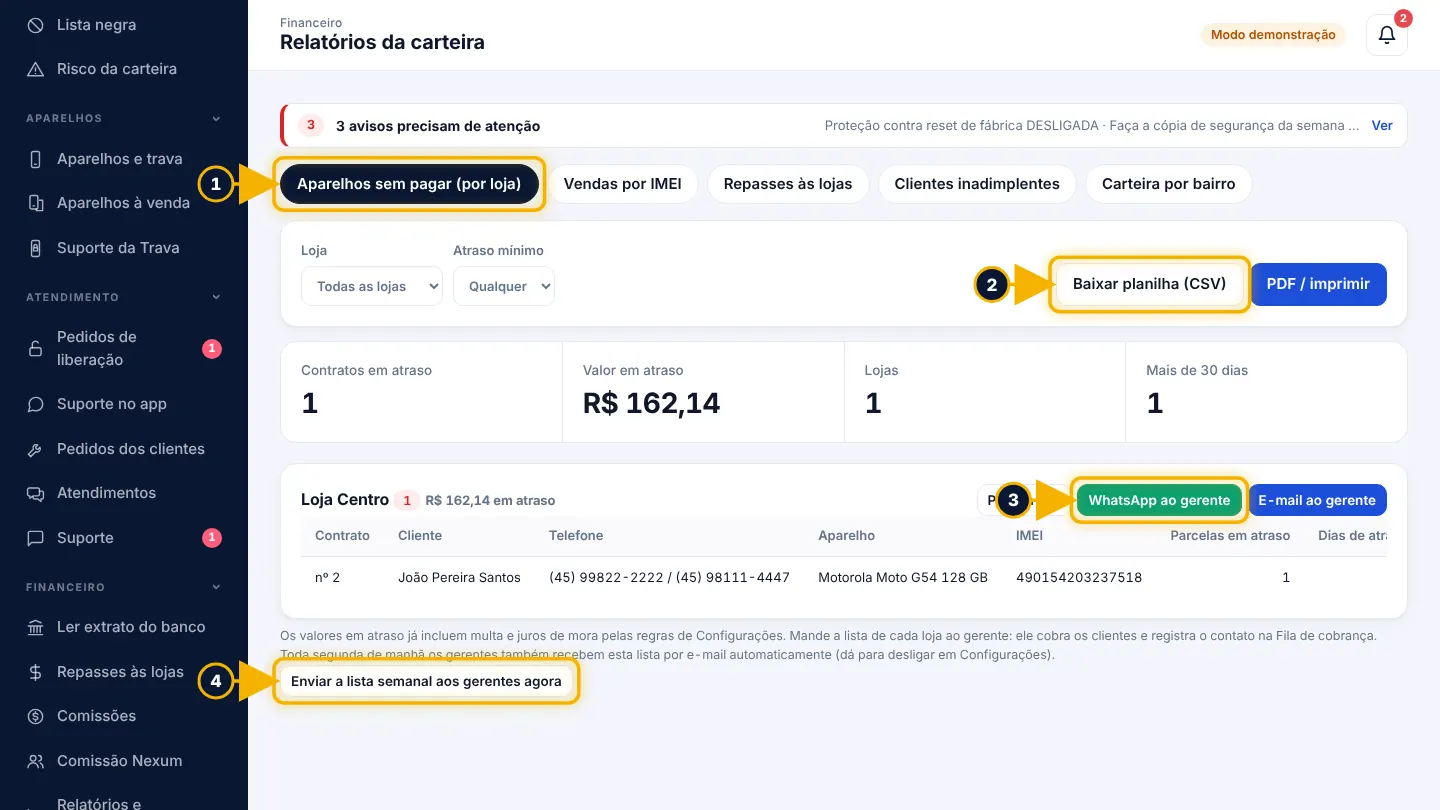 Lista negra
Risco da carteira
APARELHOS
Aparelhos e trava
Aparelhos à venda
Suporte da Trava
ATENDIMENTO
Pedidos de
liberação
1
Suporte no app
Pedidos dos clientes
Atendimentos
Suporte
1
FINANCEIRO
Ler extrato do banco
Repasses às lojas
Comissões
Comissão Nexum
Relatórios e
Financeiro
Relatórios da carteira
Modo demonstração
2
3
3 avisos precisam de atenção
Proteção contra reset de fábrica DESLIGADA · Faça a cópia de segurança da semana ...
Ver
1
Aparelhos sem pagar (por loja)
Vendas por IMEI
Repasses às lojas
Clientes inadimplentes
Carteira por bairro
Loja
Atraso mínimo
Todas as lojas
Qualquer
2
Baixar planilha (CSV)
PDF / imprimir
Contratos em atraso
Valor em atraso
Lojas
Mais de 30 dias
1
R$ 162,14
1
1
Loja Centro
1
R$ 162,14 em atraso
3
WhatsApp ao gerente
E-mail ao gerente
Contrato
Cliente
Telefone
Aparelho
IMEI
Parcelas em atraso
Dias de atra
nº 2
João Pereira Santos
(45) 99822-2222 / (45) 98111-4447
Motorola Moto G54 128 GB
490154203237518
1
Os valores em atraso já incluem multa e juros de mora pelas regras de Configurações. Mande a lista de cada loja ao gerente: ele cobra os clientes e registra o contato na Fila de cobrança.
Toda segunda de manhã os gerentes também recebem esta lista por e-mail automaticamente (dá para desligar em Configurações).
4
Enviar a lista semanal aos gerentes agora